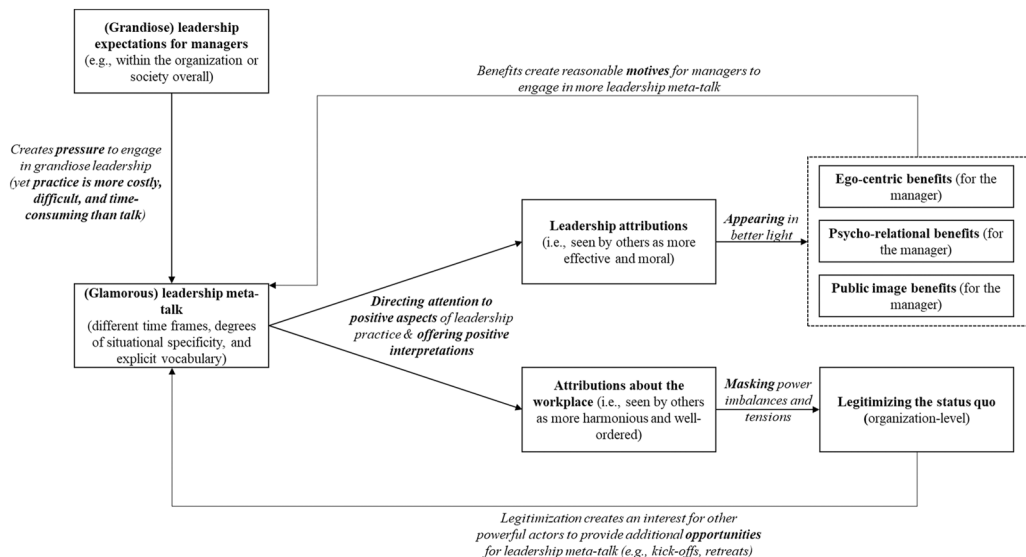 (Grandiose) leadership
expectations for managers
(e.g., within the organization or
society overall)
Benefits create reasonable motives for managers to
engage in more leadership meta-talk
Creates pressure to engage
in grandiose leadership
(yet practice is more costly,
difficult, and time-
consuming than talk)
Ego-centric benefits (for the
manager)
Leadership attributions
(i.e., seen by others as more
effective and moral)
Appearing in
better light
Psycho-relational benefits (for
the manager)
Public image benefits (for the
manager)
(Glamorous) leadership meta-
talk
(different time frames, degrees
of situational specificity, and
explicit vocabulary)
Directing attention to
positive aspects of leadership
practice & offering positive
interpretations
Attributions about the
workplace (i.e., seen by others
as more harmonious and well-
ordered)
Masking power
imbalances and
tensions
Legitimizing the status quo
(organization-level)
Legitimization creates an interest for other
powerful actors to provide additional opportunities
for leadership meta-talk (e.g., kick-offs, retreats)